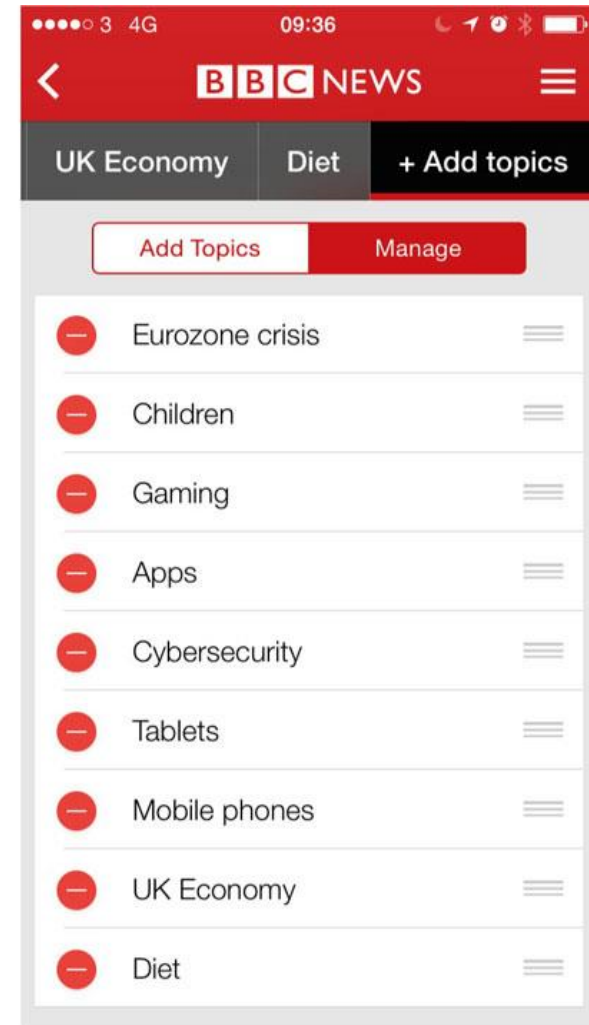 3 4G 09:36
BBC NEWS
UK Economy Diet + Add topics
Add Topics Manage
Eurozone crisis
Children
Gaming
Apps
Cybersecurity
Tablets
Mobile phones
UK Economy
Diet